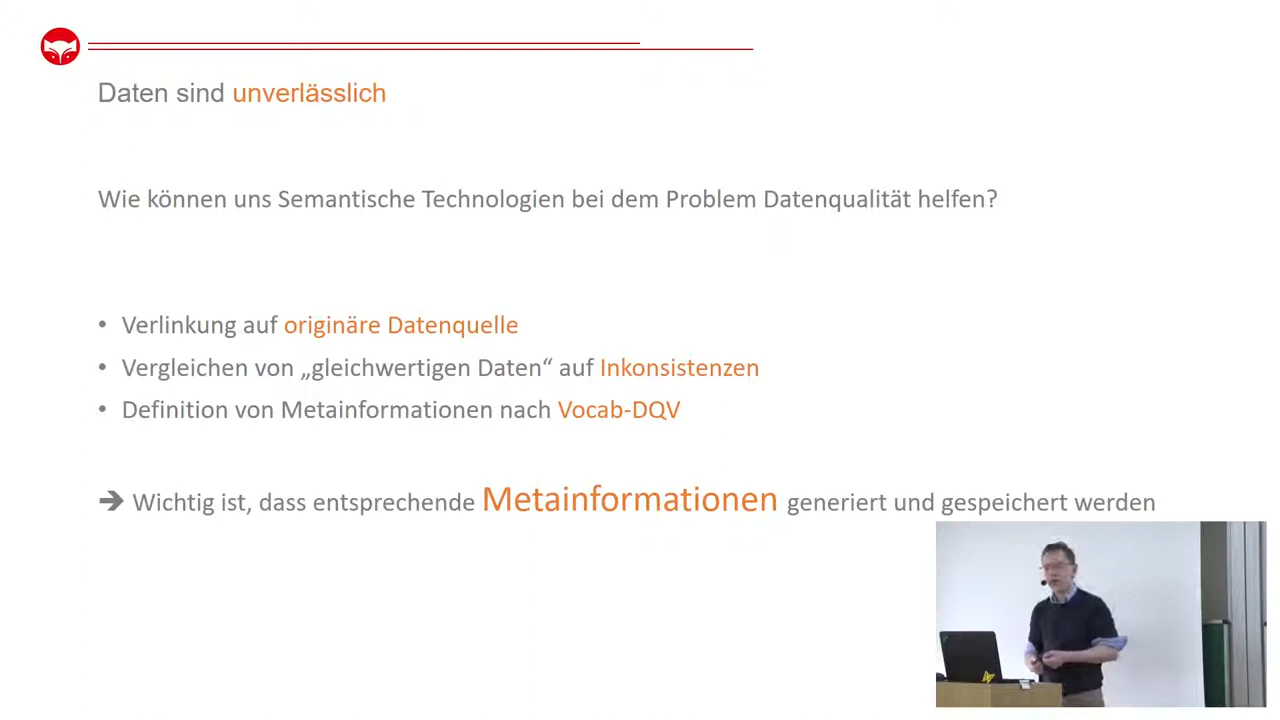 Daten sind unverlässlich
Wie können uns Semantische Technologien bei dem Problem Datenqualität helfen?
• Verlinkung auf originäre Datenquelle
• Vergleichen von „gleichwertigen Daten“ auf Inkonsistenzen
• Definition von Metainformationen nach Vocab-DQV
➔ Wichtig ist, dass entsprechende Metainformationen generiert und gespeichert werden